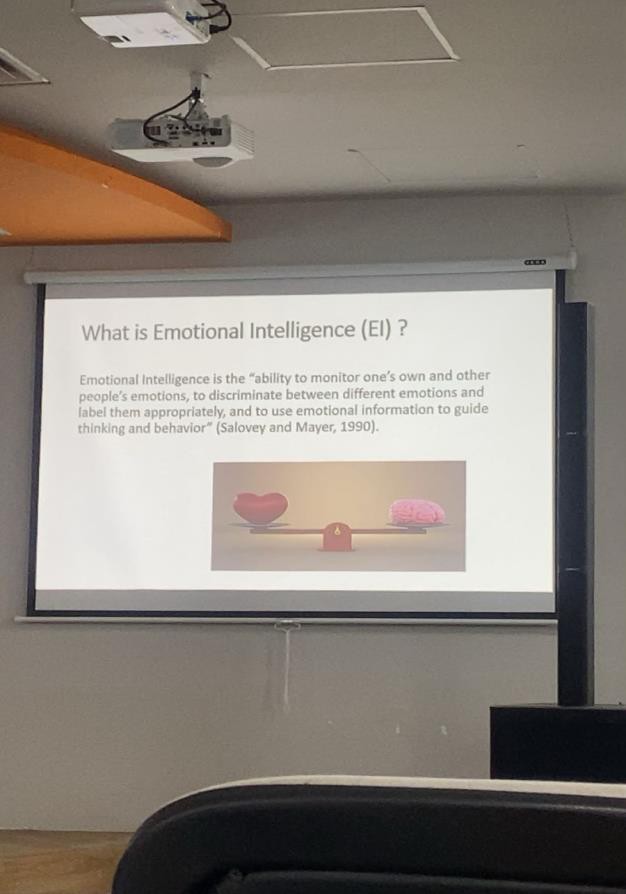 What is Emotional Intelligence (EI) ?
Emotional Intelligence is the “ability to monitor one’s own and other
people’s emotions, to discriminate between different emotions and
label them appropriately, and to use emotional information to guide
thinking and behavior” (Salovey and Mayer, 1990).